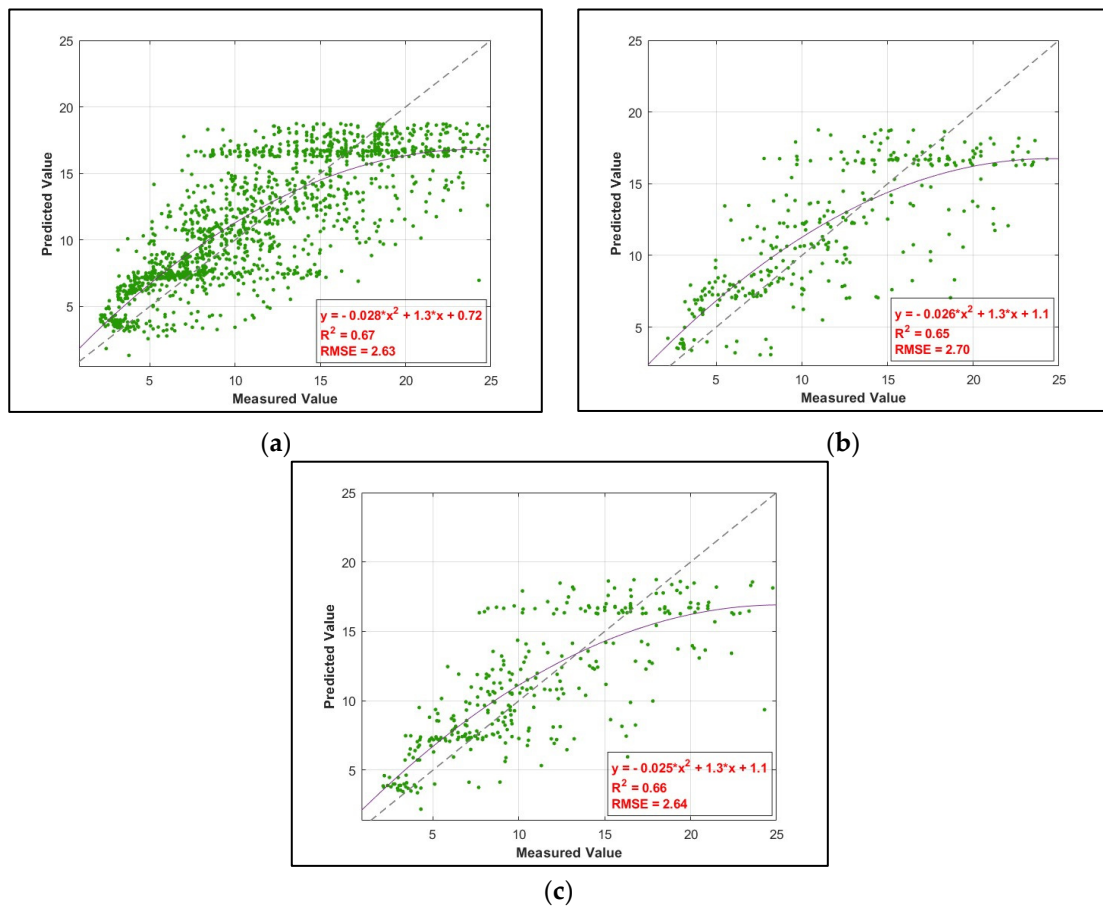 25
20
15
10
5
Predicted Value
y = - 0.028*x² + 1.3*x + 0.72
R² = 0.67
RMSE = 2.63
5 10 15 20 25
Measured Value
(a)
25
20
15
10
5
Predicted Value
y = - 0.026*x² + 1.3*x + 1.1
R² = 0.65
RMSE = 2.70
5 10 15 20 25
Measured Value
(b)
25
20
15
10
5
Predicted Value
y = - 0.025*x² + 1.3*x + 1.1
R² = 0.66
RMSE = 2.64
5 10 15 20 25
Measured Value
(c)